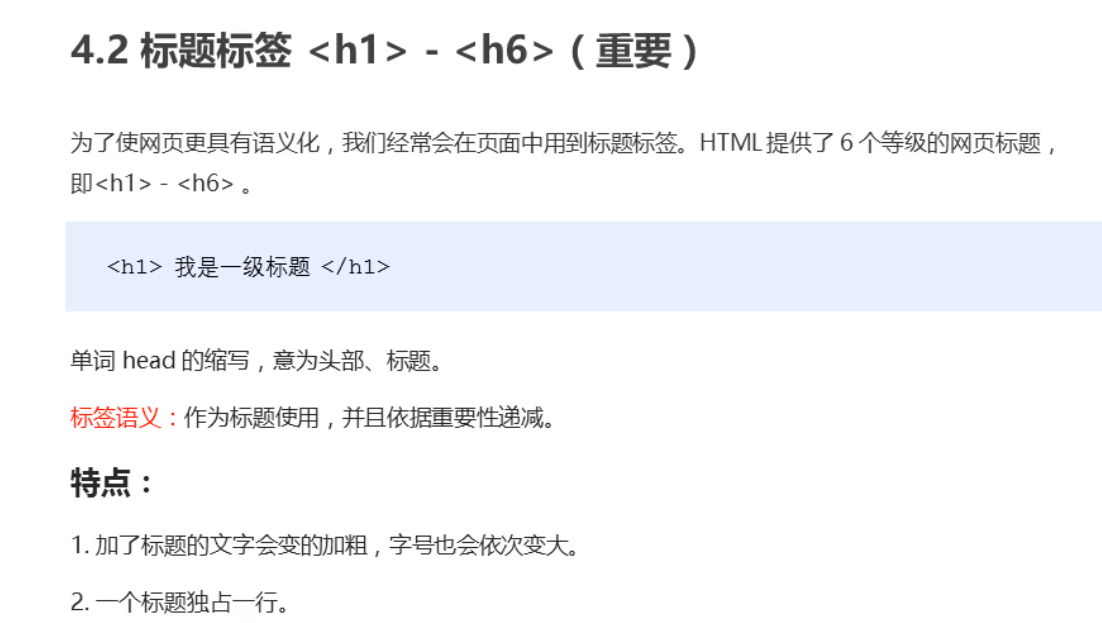 4.2 标题标签 <h1> - <h6>（重要）
为了使网页更具有语义化，我们经常会在页面中用到标题标签。HTML 提供了 6 个等级的网页标题，
即<h1> - <h6> 。
<h1> 我是一级标题 </h1>
单词 head 的缩写，意为头部、标题。
标签语义：作为标题使用，并且依据重要性递减。
特点：
1. 加了标题的文字会变的加粗，字号也会依次变大。
2. 一个标题独占一行。